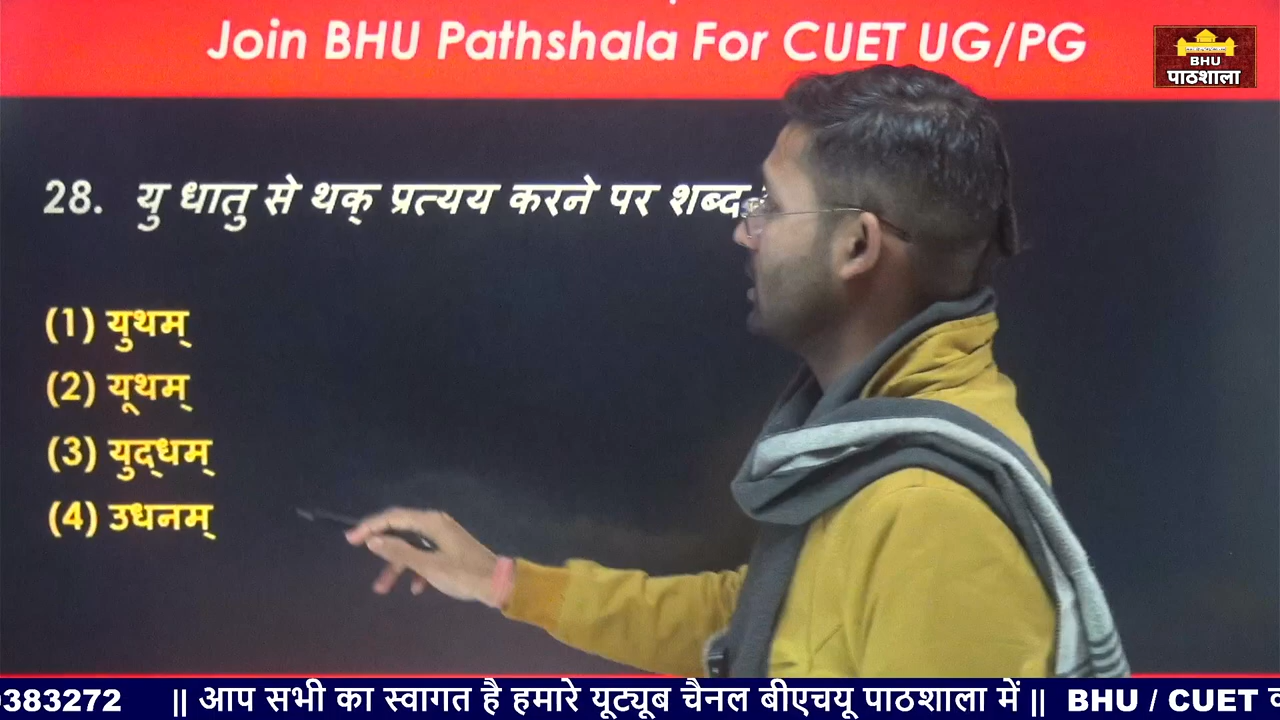 Join BHU Pathshala For CUET UG/PG
BHU
पाठशाला
28. यु धातु से थक् प्रत्यय करने पर शब्द
(1) युथम्
(2) यूथम्
(3) युद्धम्
(4) उधनम्
383272 || आप सभी का स्वागत है हमारे यूट्यूब चैनल बीएचयू पाठशाला में || BHU / CUET